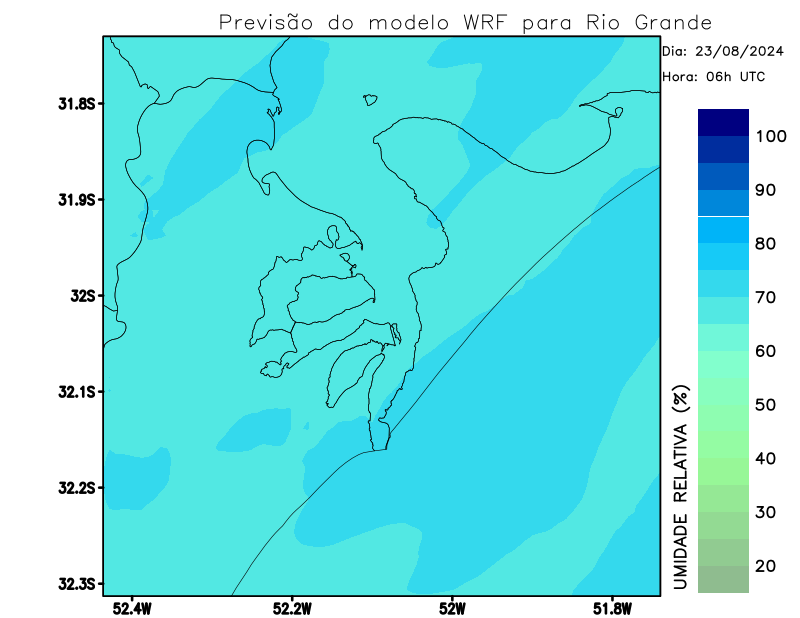 Previsão do modelo WRF para Rio Grande
Dia: 23/08/2024
Hora: 06h UTC
31.8S
31.9S
32S
32.1S
32.2S
32.3S
52.4W
52.2W
52W
51.8W
UMIDADE RELATIVA (%)
100
90
80
70
60
50
40
30
20